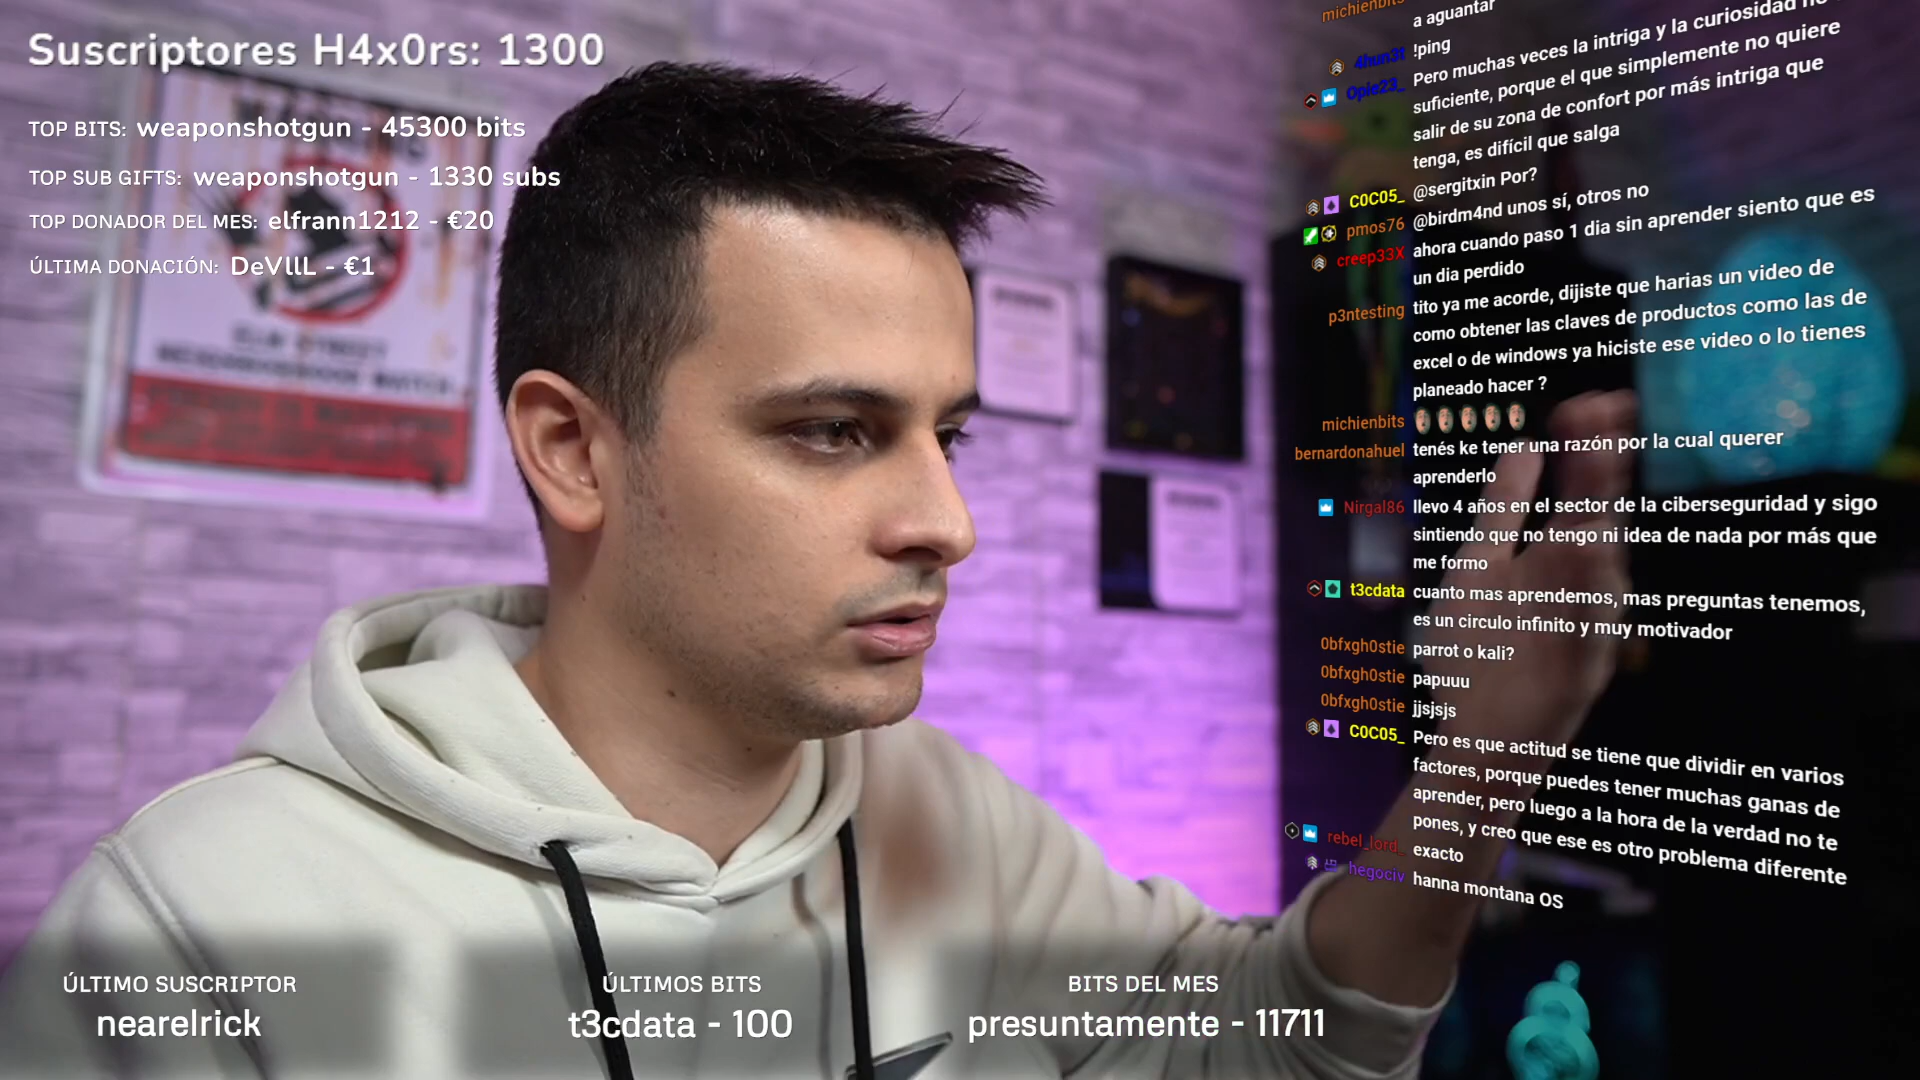 Suscriptores H4x0rs: 1300
TOP BITS: weaponshotgun - 45300 bits
TOP SUB GIFTS: weaponshotgun - 1330 subs
TOP DONADOR DEL MES: elfrann1212 - €20
ÚLTIMA DONACIÓN: DeVllL - €1
michienbits
a aguantar
4hun3t !ping
Opie23_ Pero muchas veces la intriga y la curiosidad no
suficiente, porque el que simplemente no quiere
salir de su zona de confort por más intriga que
tenga, es difícil que salga
C0C05_ @sergitxin Por?
pmos76 @birdm4nd unos sí, otros no
creep33X ahora cuando paso 1 dia sin aprender siento que es
un dia perdido
p3ntesting tito ya me acorde, dijiste que harias un video de
como obtener las claves de productos como las de
excel o de windows ya hiciste ese video o lo tienes
planeado hacer ?
michienbits
bernardonahuel tenés ke tener una razón por la cual querer
aprenderlo
Nirgal86 llevo 4 años en el sector de la ciberseguridad y sigo
sintiendo que no tengo ni idea de nada por más que
me formo
t3cdata cuanto mas aprendemos, mas preguntas tenemos,
es un circulo infinito y muy motivador
0bfxgh0stie parrot o kali?
0bfxgh0stie papuuu
0bfxgh0stie jjsjsjs
C0C05_ Pero es que actitud se tiene que dividir en varios
factores, porque puedes tener muchas ganas de
aprender, pero luego a la hora de la verdad no te
pones, y creo que ese es otro problema diferente
rebel_lord_ exacto
hegociv hanna montana OS
ÚLTIMO SUSCRIPTOR
nearelrick
ÚLTIMOS BITS
t3cdata - 100
BITS DEL MES
presuntamente - 11711